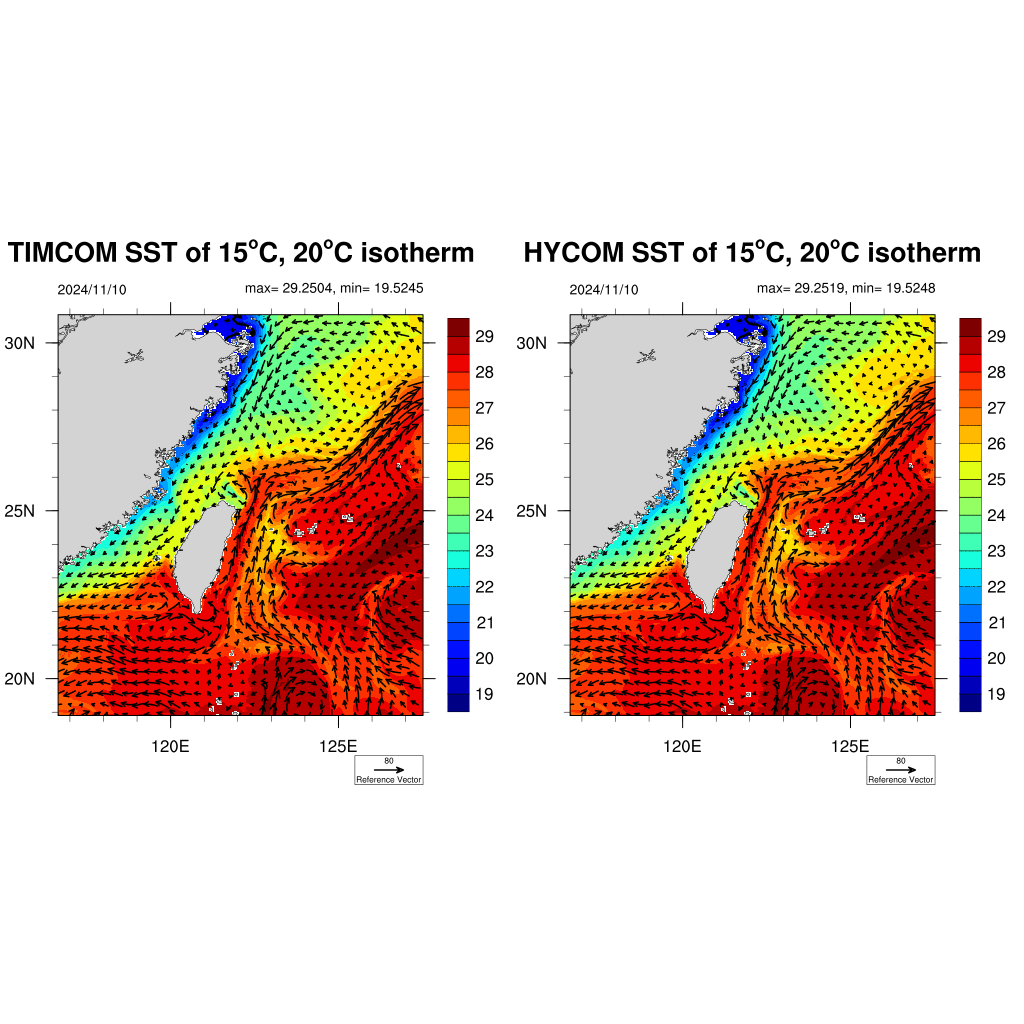 TIMCOM SST of 15°C, 20°C isotherm
2024/11/10
max= 29.2504, min= 19.5245
30N
25N
20N
120E
125E
29
28
27
26
25
24
23
22
21
20
19
80
Reference Vector
HYCOM SST of 15°C, 20°C isotherm
2024/11/10
max= 29.2519, min= 19.5248
30N
25N
20N
120E
125E
29
28
27
26
25
24
23
22
21
20
19
80
Reference Vector